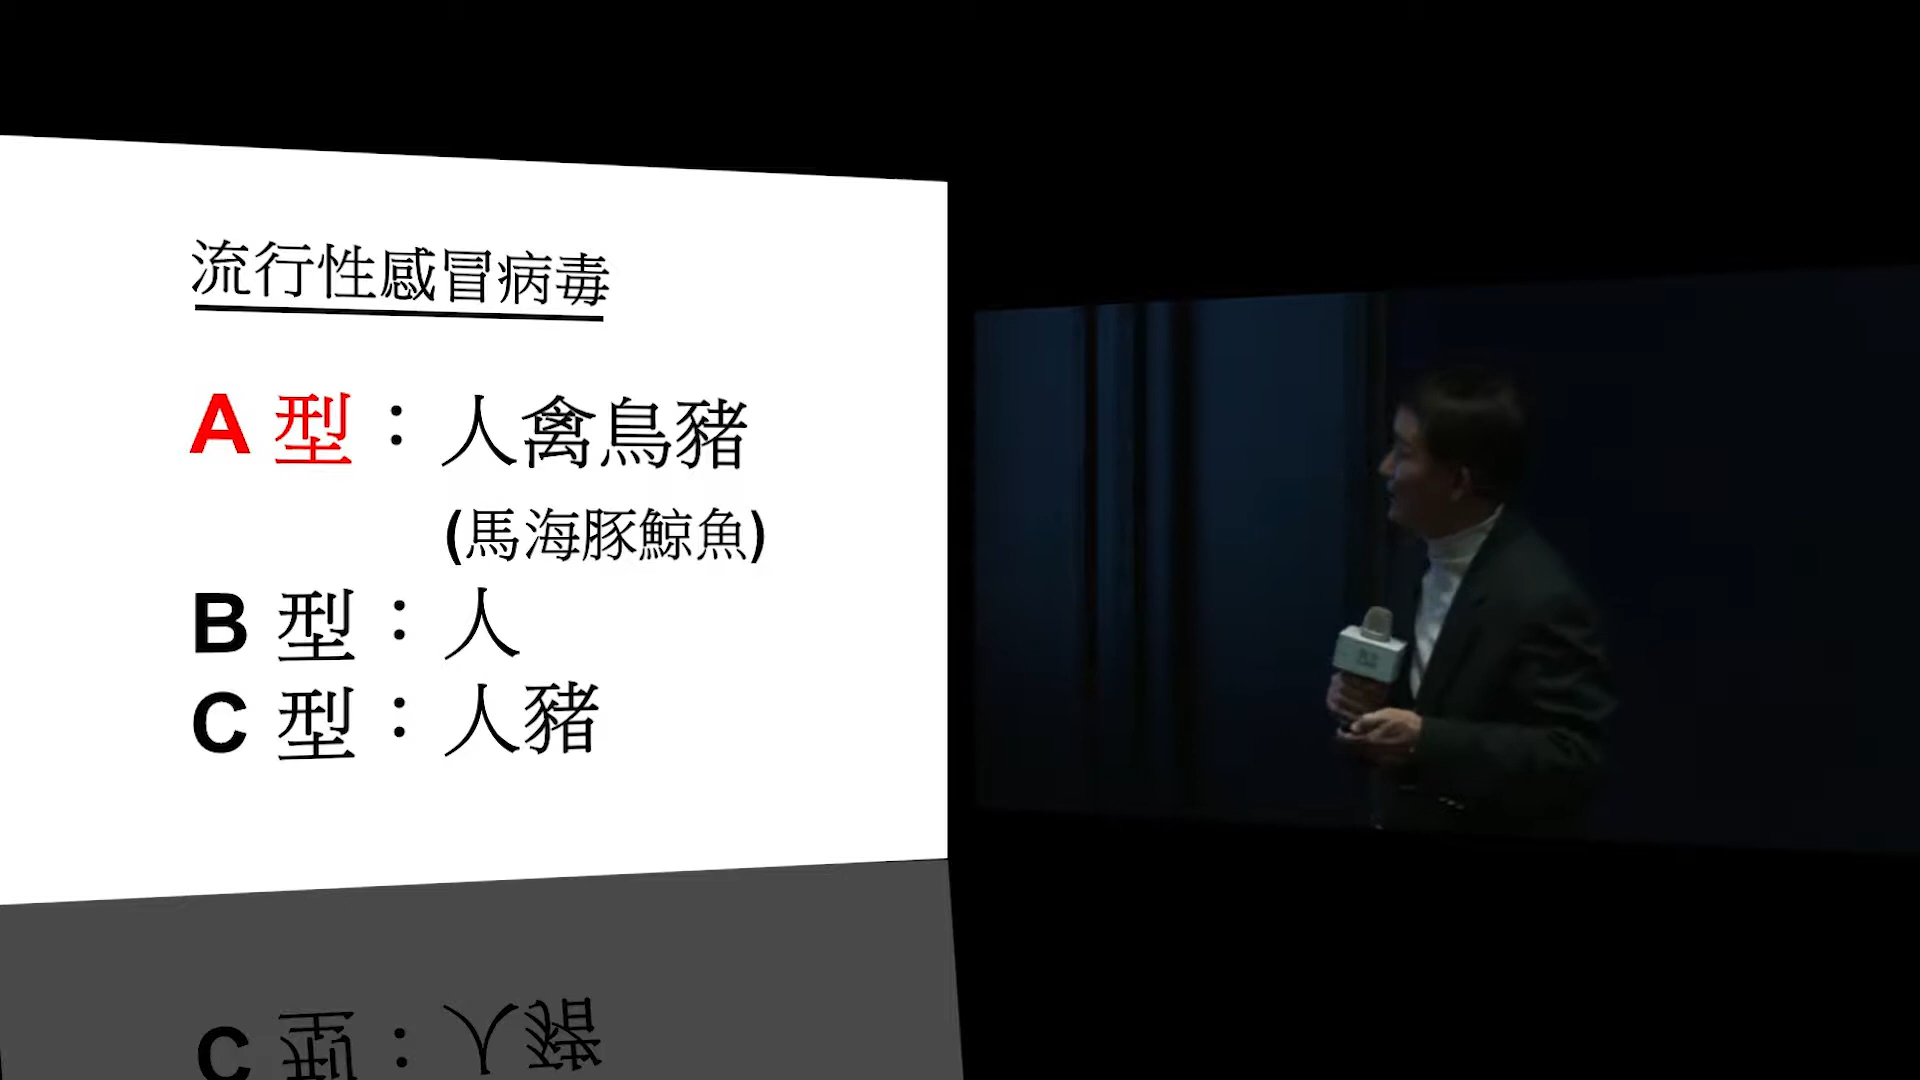 流行性感冒病毒
A 型：人禽鳥豬
(馬海豚鯨魚)
B 型：人
C 型：人豬